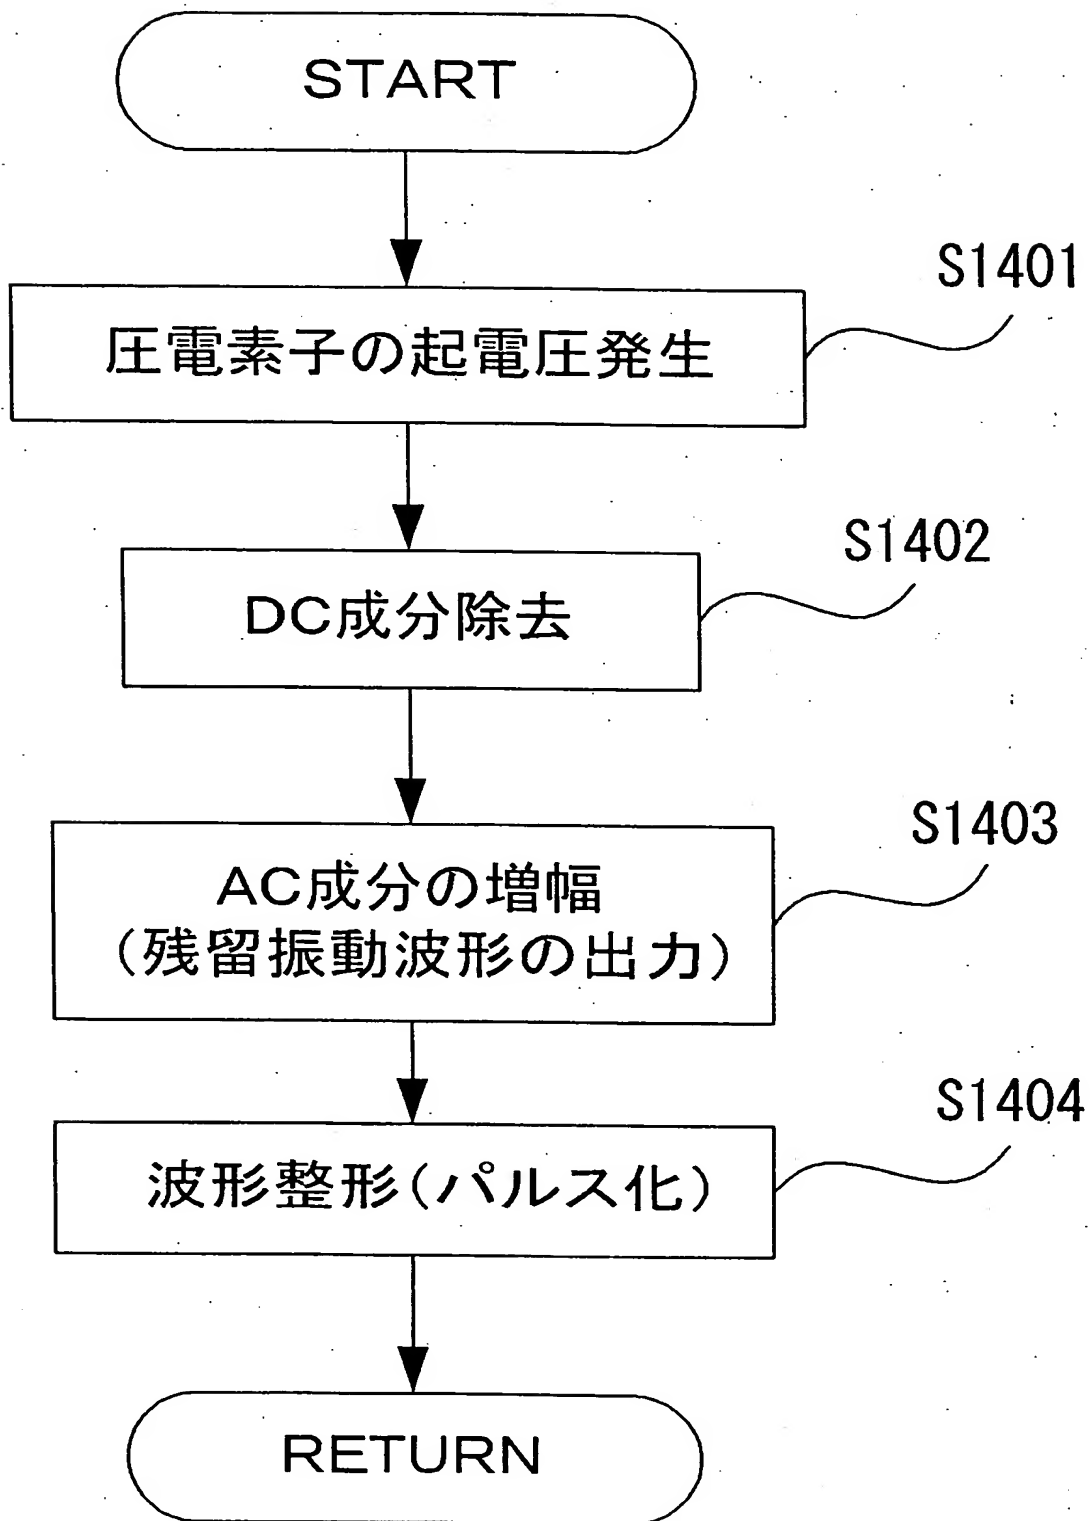 START
S1401
圧電素子の起電圧発生
S1402
DC成分除去
S1403
AC成分の増幅
(残留振動波形の出力)
S1404
波形整形(パルス化)
RETURN